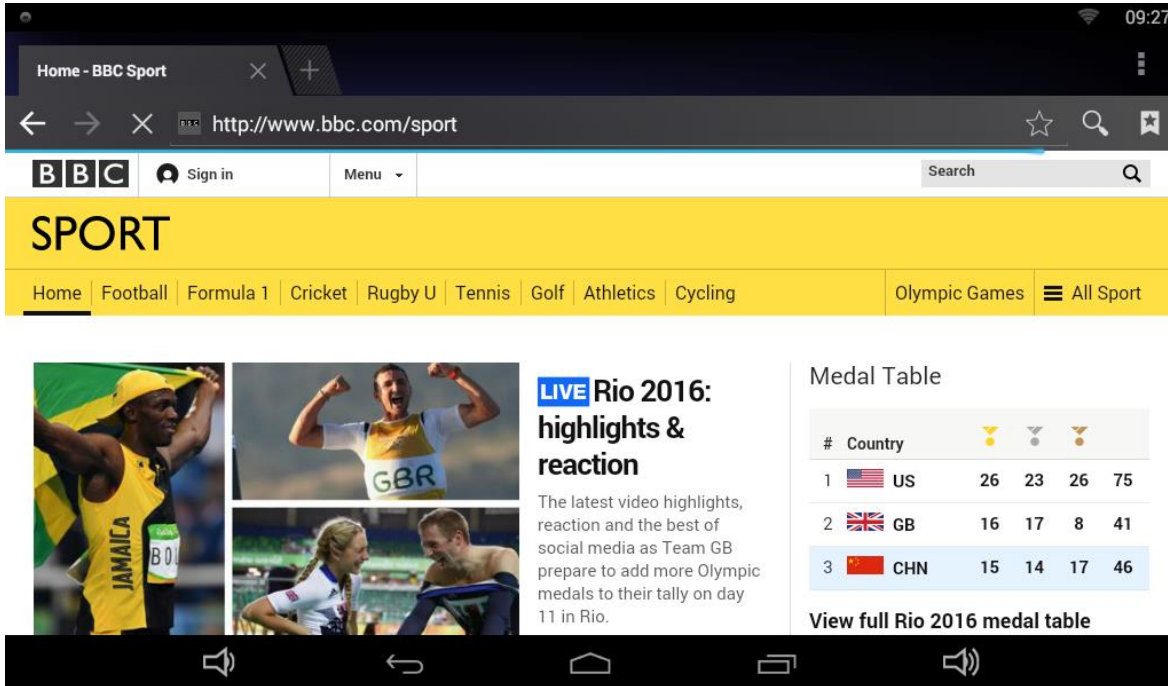 09:27
Home - BBC Sport
http://www.bbc.com/sport
BBC Sign in Menu Search
SPORT
Home Football Formula 1 Cricket Rugby U Tennis Golf Athletics Cycling Olympic Games All Sport
JAMAICA
BOL
GBR
LIVE Rio 2016:
highlights &
reaction
The latest video highlights,
reaction and the best of
social media as Team GB
prepare to add more Olympic
medals to their tally on day
11 in Rio.
Medal Table
# Country
1 US 26 23 26 75
2 GB 16 17 8 41
3 CHN 15 14 17 46
View full Rio 2016 medal table